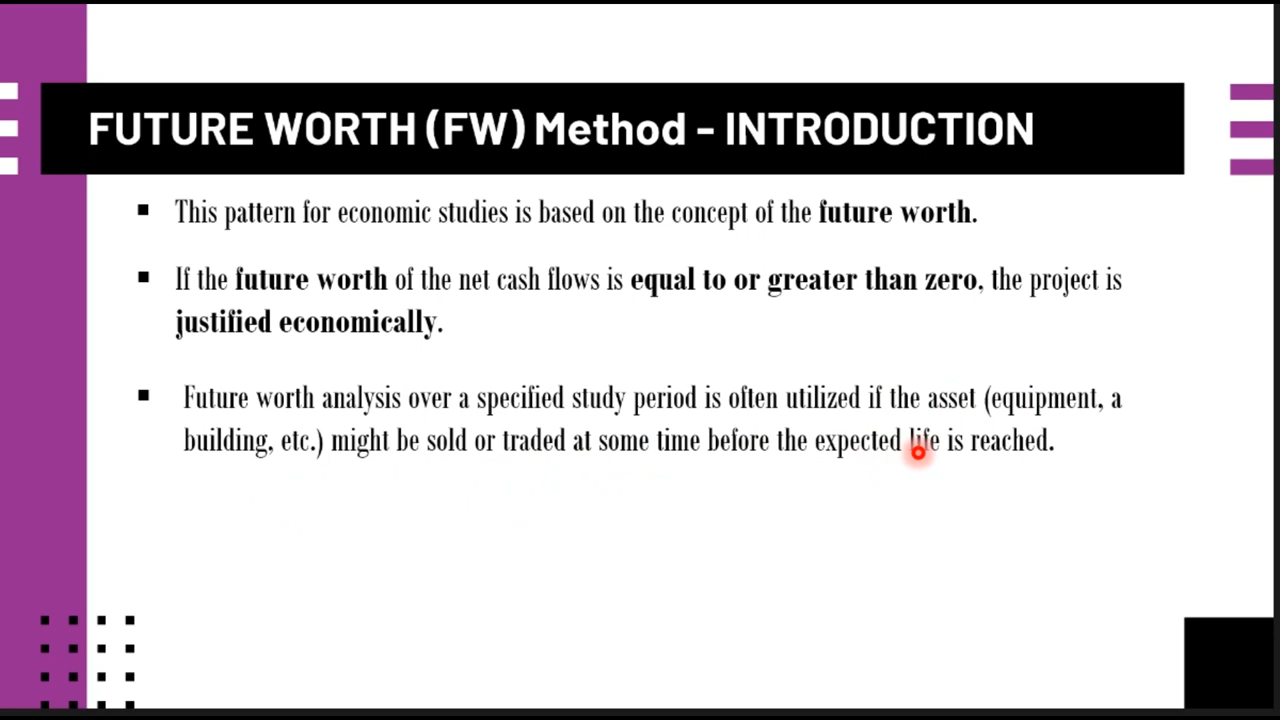 FUTURE WORTH (FW) Method - INTRODUCTION
This pattern for economic studies is based on the concept of the future worth.
If the future worth of the net cash flows is equal to or greater than zero, the project is
justified economically.
Future worth analysis over a specified study period is often utilized if the asset (equipment, a
building, etc.) might be sold or traded at some time before the expected life is reached.